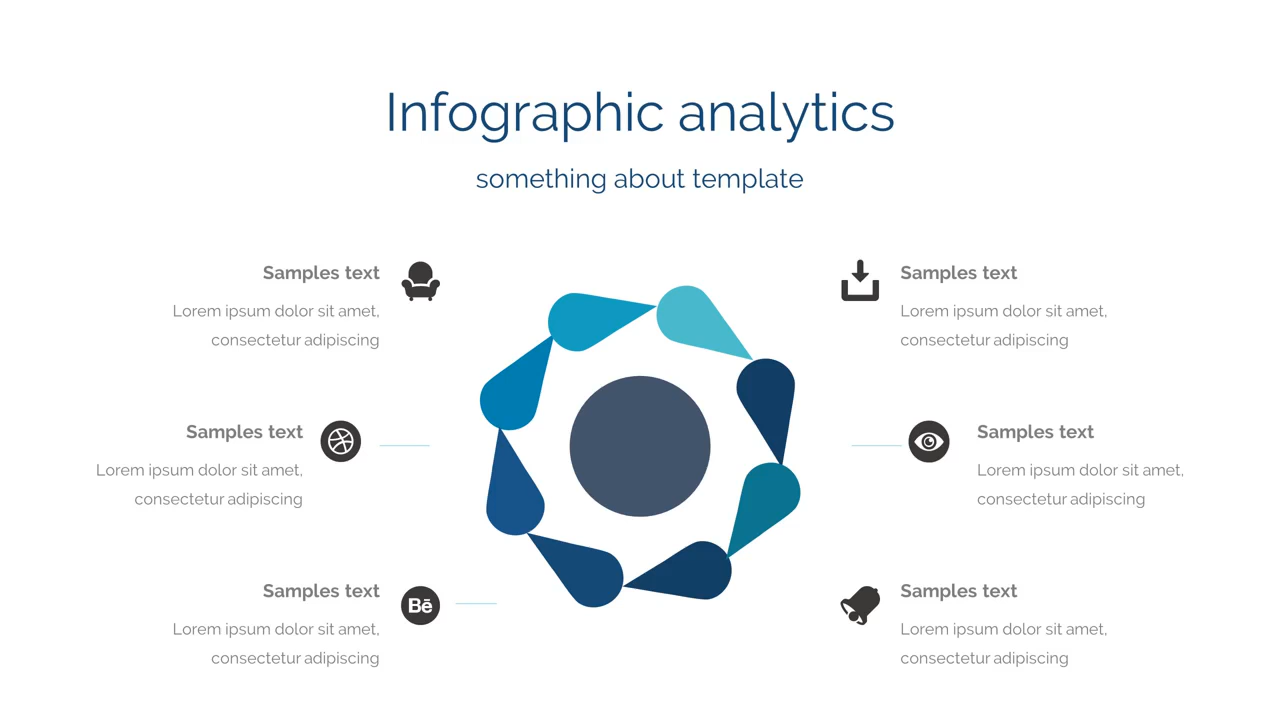 Infographic analytics
something about template
Samples text
Lorem ipsum dolor sit amet,
consectetur adipiscing
Samples text
Lorem ipsum dolor sit amet,
consectetur adipiscing
Bē
Samples text
Lorem ipsum dolor sit amet,
consectetur adipiscing
Samples text
Lorem ipsum dolor sit amet,
consectetur adipiscing
Samples text
Lorem ipsum dolor sit amet,
consectetur adipiscing
Samples text
Lorem ipsum dolor sit amet,
consectetur adipiscing